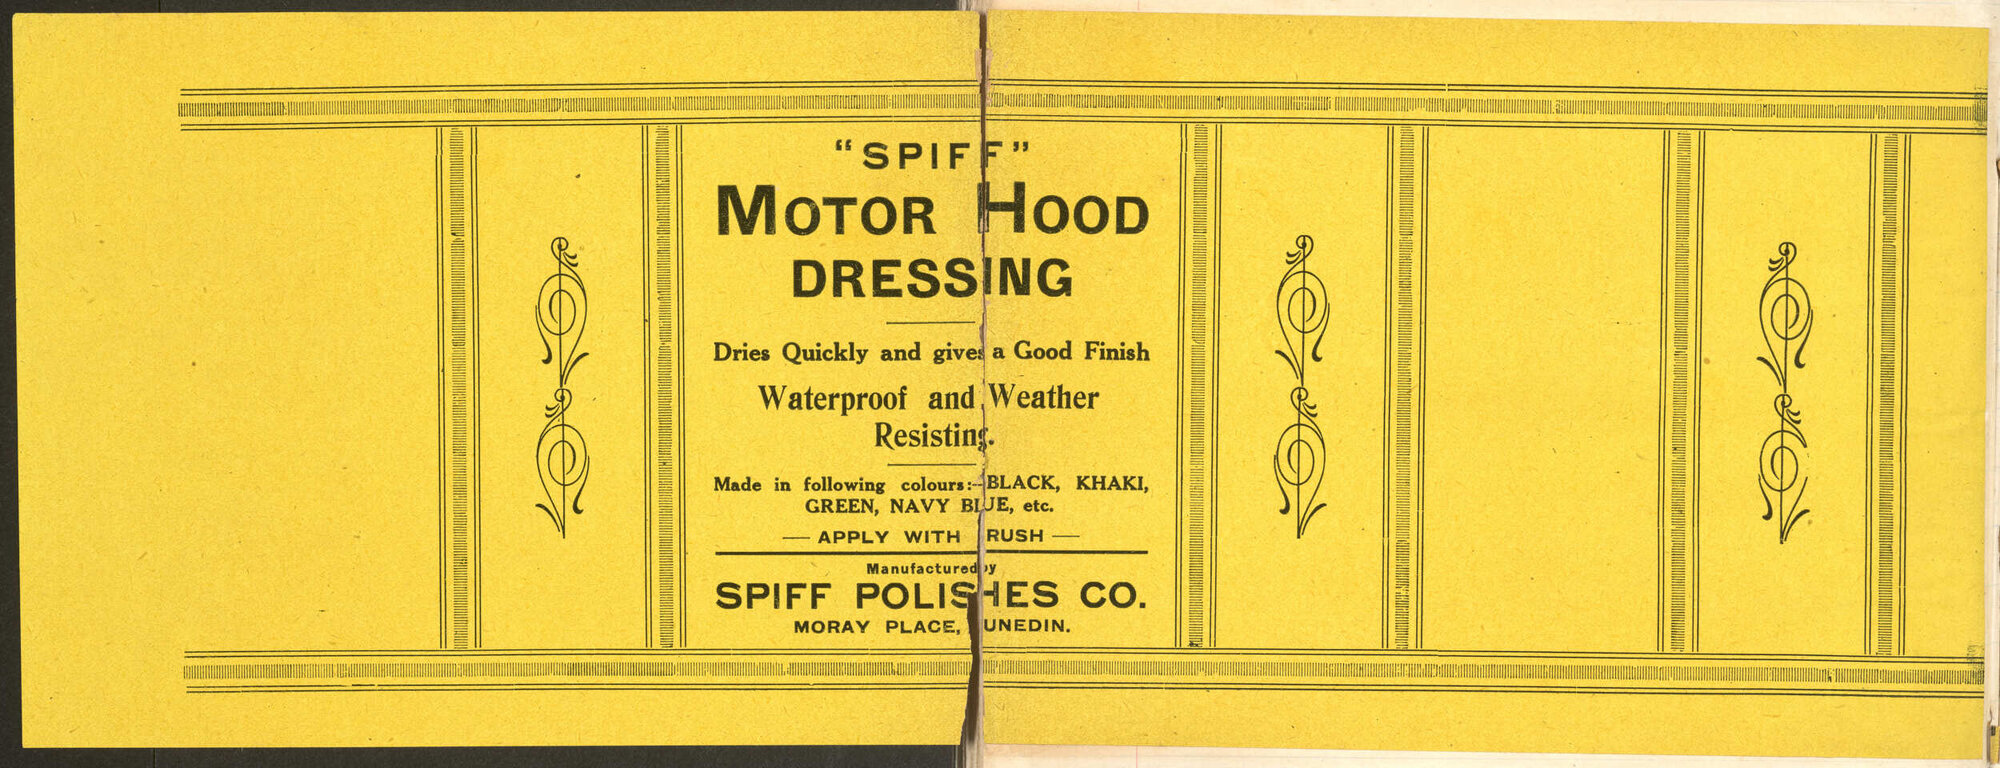 "SPIFF"
MOTOR HOOD
DRESSING
Dries Quickly and gives a Good Finish
Waterproof and Weather
Resisting.
Made in following colours:-BLACK, KHAKI,
GREEN, NAVY BLUE, etc.
— APPLY WITH BRUSH —
Manufactured by
SPIFF POLISHES CO.
MORAY PLACE, DUNEDIN.